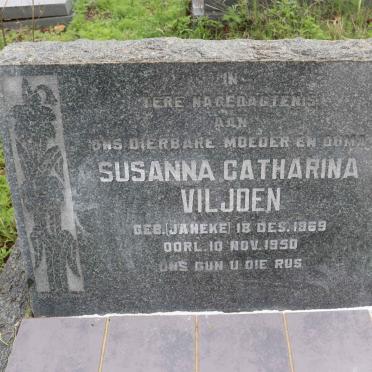 IN
TERE NAGEDAGTENIS
AAN
ONS DIERBARE MOEDER EN OUMA
SUSANNA CATHARINA
VILJOEN
GEB. (JANEKE) 18 DES. 1869
OORL. 10 NOV. 1950
ONS GUN U DIE RUS